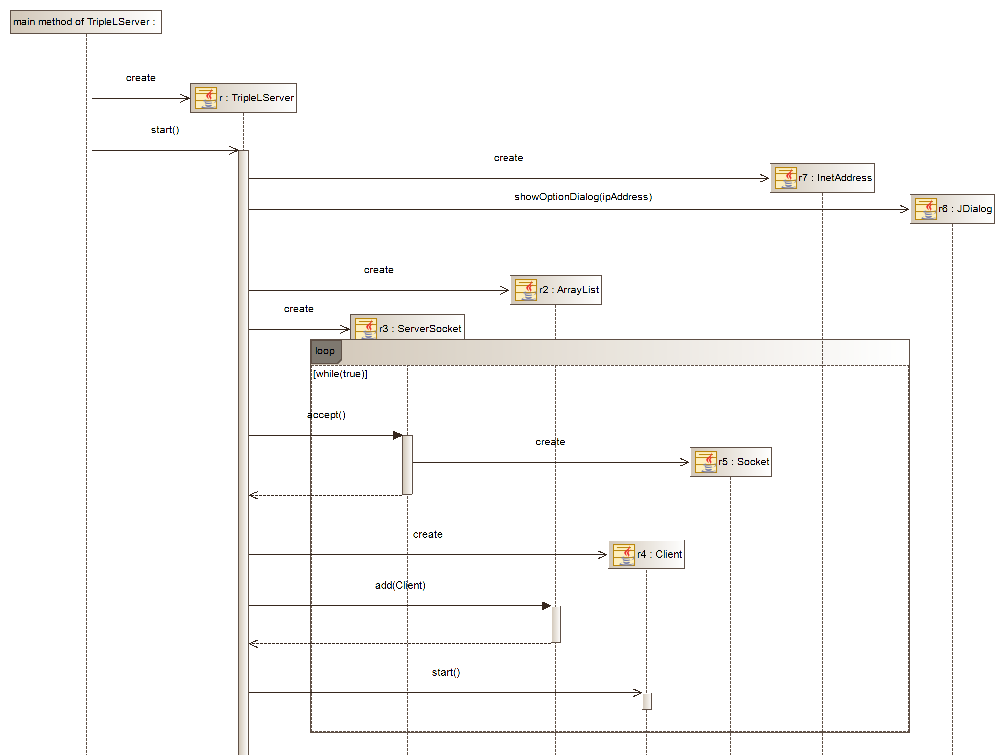 main method of TripleLServer :
create
r : TripleLServer
start()
create
r7 : InetAddress
showOptionDialog(ipAddress)
r6 : JDialog
create
r2 : ArrayList
create
r3 : ServerSocket
loop
[while(true)]
accept()
create
r5 : Socket
create
r4 : Client
add(Client)
start()